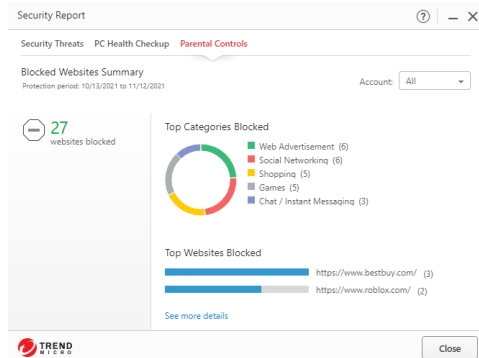 Security Report
Security Threats PC Health Checkup Parental Controls
Blocked Websites Summary
Protection period: 10/13/2021 to 11/12/2021
Account: All
27
websites blocked
Top Categories Blocked
Web Advertisement (6)
Social Networking (6)
Shopping (5)
Games (5)
Chat / Instant Messaging (3)
Top Websites Blocked
https://www.bestbuy.com/ (3)
https://www.roblox.com/ (2)
See more details
TREND
MICRO
Close